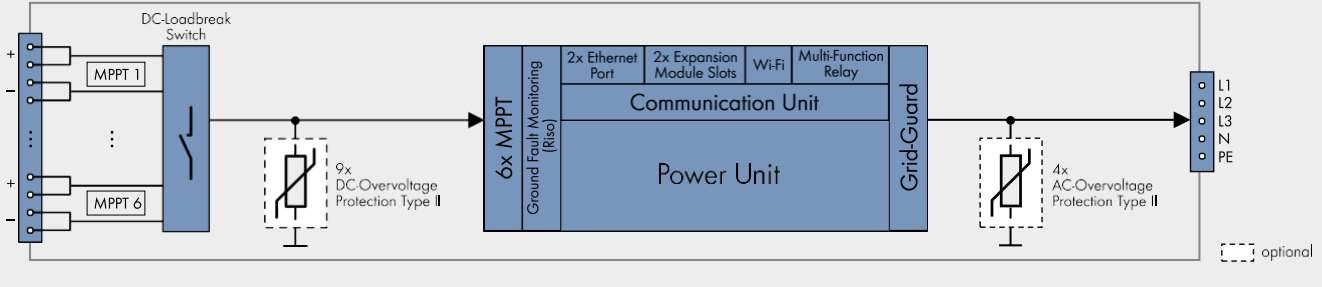 DC-Loadbreak
Switch
+
MPPT 1
−
⋮
⋮
+
MPPT 6
−
9x
DC-Overvoltage
Protection Type II
6x MPPT
Ground Fault Monitoring
(Riso)
2x Ethernet
Port
2x Expansion
Module Slots
Wi-Fi
Multi-Function
Relay
Communication Unit
Power Unit
Grid-Guard
4x
AC-Overvoltage
Protection Type II
L1
L2
L3
N
PE
optional